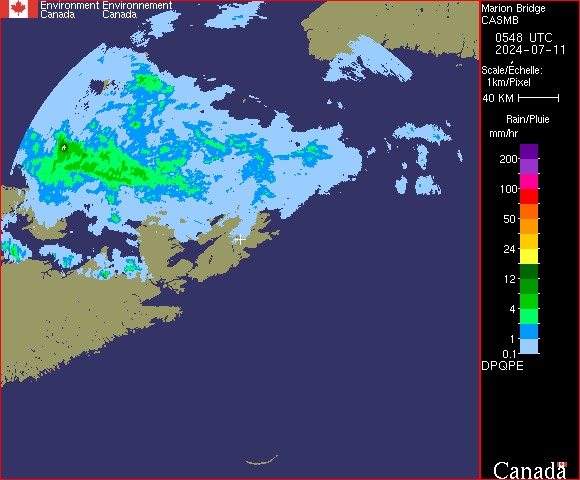 Environment Environnement
Canada Canada
Marion Bridge
CASMB
0548 UTC
2024-07-11
Scale/Échelle:
1km/Pixel
40 KM
Rain/Pluie
mm/hr
200
100
50
24
12
4
1
0.1
DPQPE
Canada